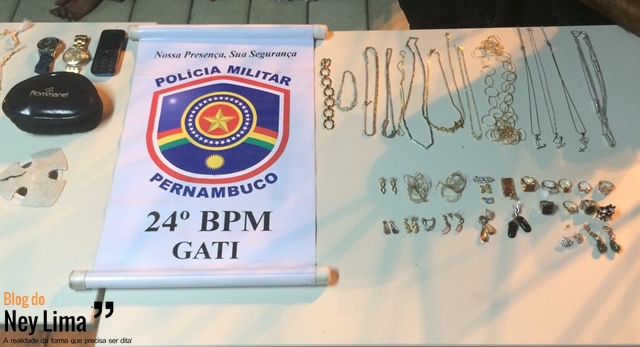 Nossa Presença, Sua Segurança
POLÍCIA MILITAR
PERNAMBUCO
24º BPM
GATI
Rommanel
Blog do
Ney Lima”
A realidade da forma que precisa ser dita